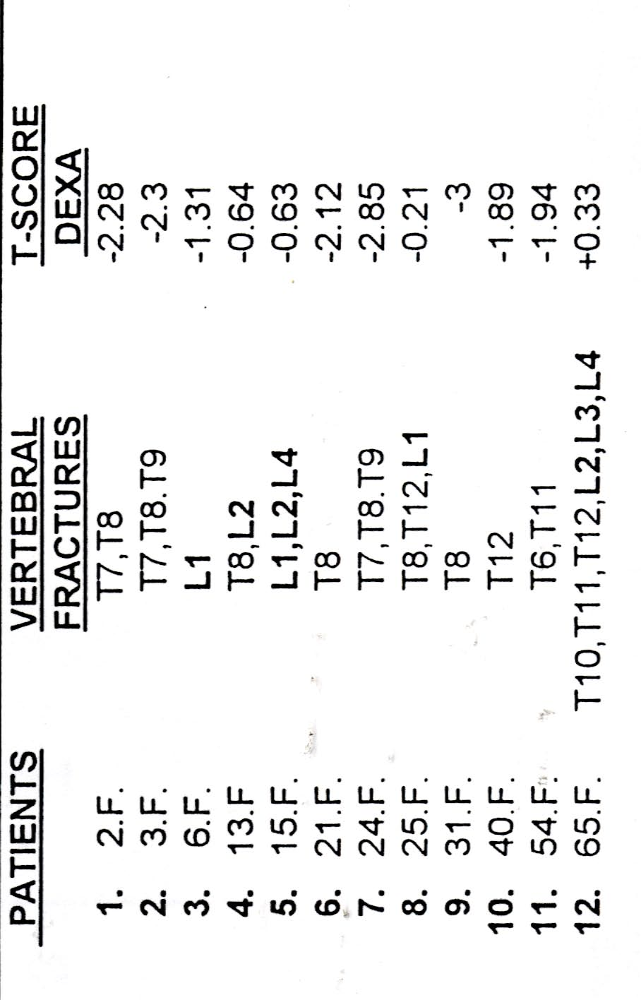 PATIENTS VERTEBRAL T-SCORE
FRACTURES DEXA
1. 2.F. T7,T8 -2.28
2. 3.F. T7,T8.T9 -2.3
3. 6.F. L1 -1.31
4. 13.F T8,L2 -0.64
5. 15.F. L1,L2,L4 -0.63
6. 21.F. T8 -2.12
7. 24.F. T7,T8.T9 -2.85
8. 25.F. T8,T12,L1 -0.21
9. 31.F. T8 -3
10. 40.F. T12 -1.89
11. 54.F. T6,T11 -1.94
12. 65.F. T10,T11,T12,L2,L3,L4 +0.33